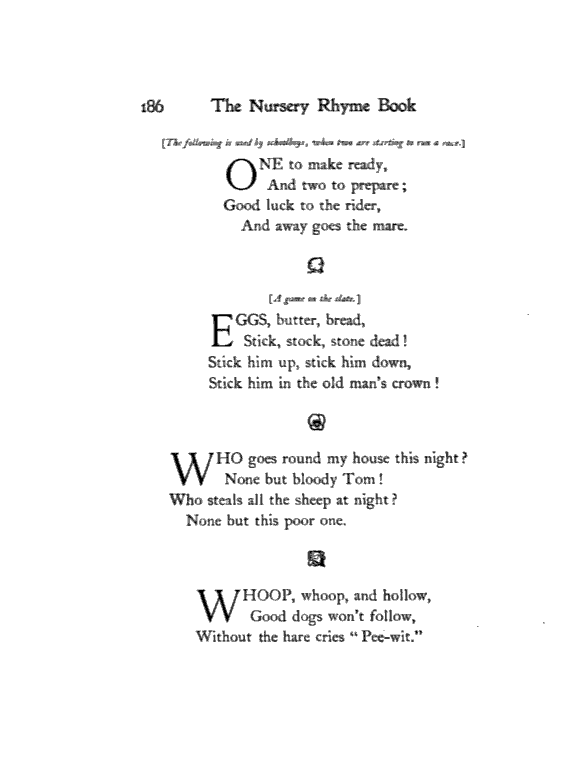 186 The Nursery Rhyme Book
[The following is used by schoolboys, when two are starting to run a race.]
ONE to make ready,
And two to prepare;
Good luck to the rider,
And away goes the mare.
[A game on the slate.]
EGGS, butter, bread,
Stick, stock, stone dead!
Stick him up, stick him down,
Stick him in the old man's crown!
WHO goes round my house this night?
None but bloody Tom!
Who steals all the sheep at night?
None but this poor one.
WHOOP, whoop, and hollow,
Good dogs won't follow,
Without the hare cries "Pee-wit."